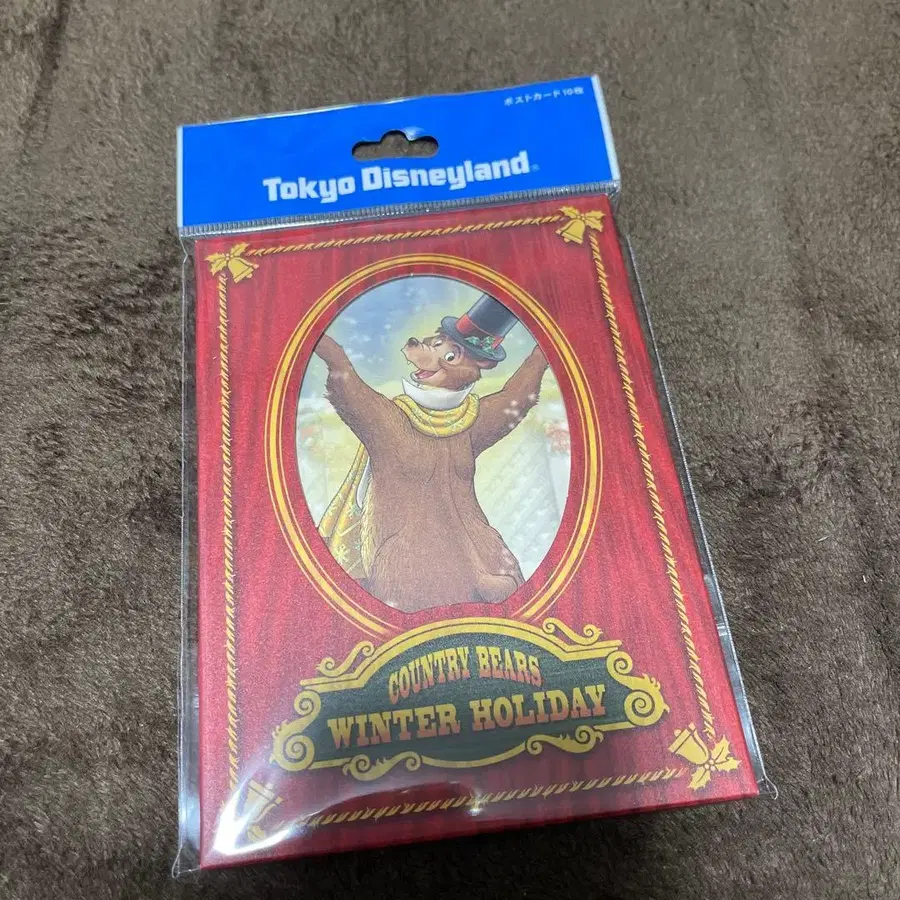 ポストカード10枚
Tokyo Disneyland®
COUNTRY BEARS
WINTER HOLIDAY